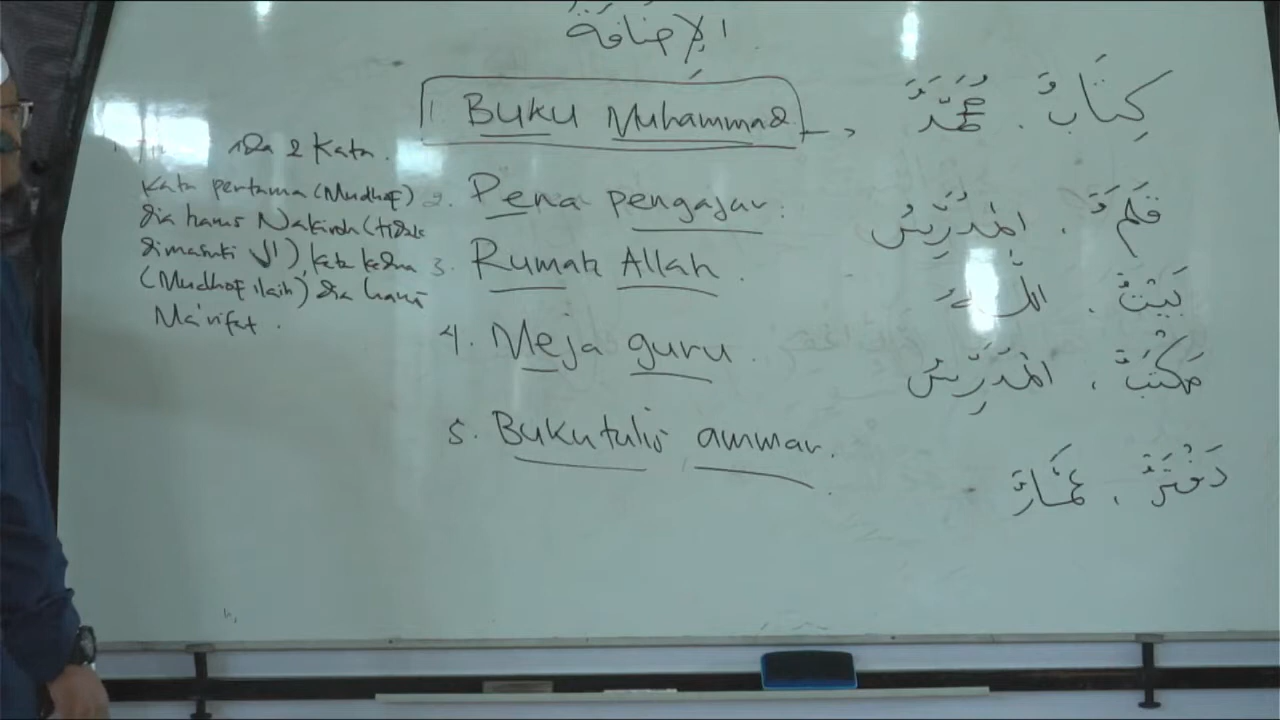 الإضافة
1. Buku Muhammad
2. Pena pengajar.
3. Rumah Allah.
4. Meja guru.
5. Buku tulis ammar.
Ada 2 Kata.
Kata pertama (Mudhof)
dia harus Nakiroh (tidak
dimasuki ال), kata kedua
(Mudhof ilaih) dia harus
Ma'rifat.
كِتَابٌ . مُحَمَّدٌ
قَلَمٌ . المُدَرِّسُ
بَيْتٌ . اللّٰهُ
مَكْتَبٌ . المُدَرِّسُ
دَفْتَرٌ . عَمَّارٌ